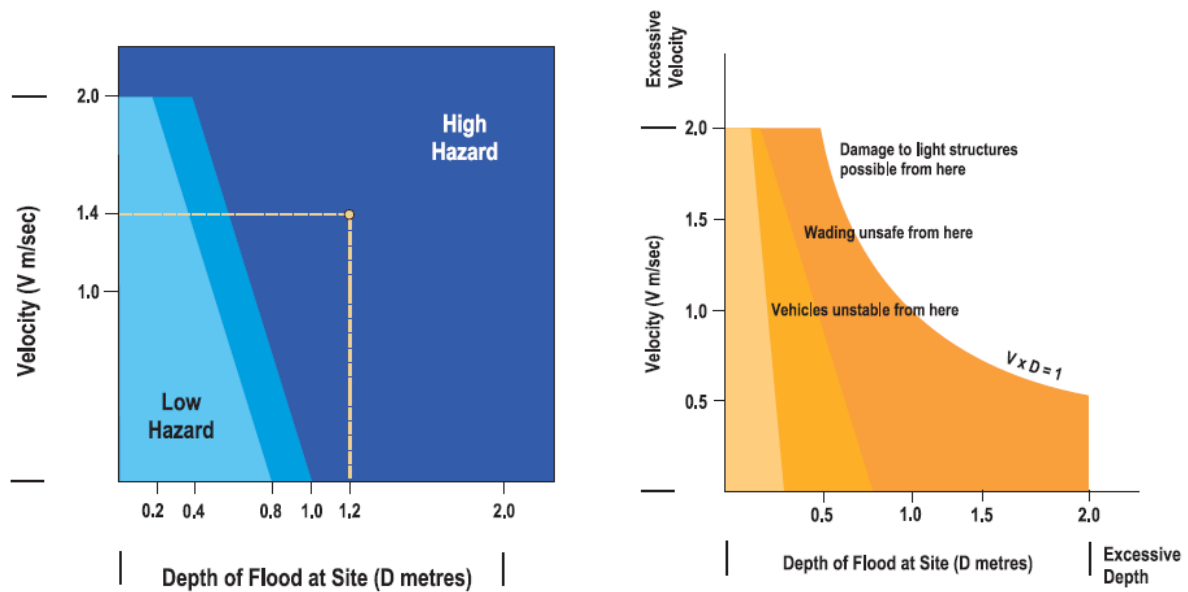 2.0
1.4
1.0
Velocity (V m/sec)
High
Hazard
Low
Hazard
0.2
0.4
0.8
1.0
1.2
2.0
Depth of Flood at Site (D metres)
Excessive
Velocity
2.0
1.5
1.0
0.5
Velocity (V m/sec)
Damage to light structures
possible from here
Wading unsafe from here
Vehicles unstable from here
V x D = 1
0.5
1.0
1.5
2.0
Depth of Flood at Site (D metres)
Excessive
Depth